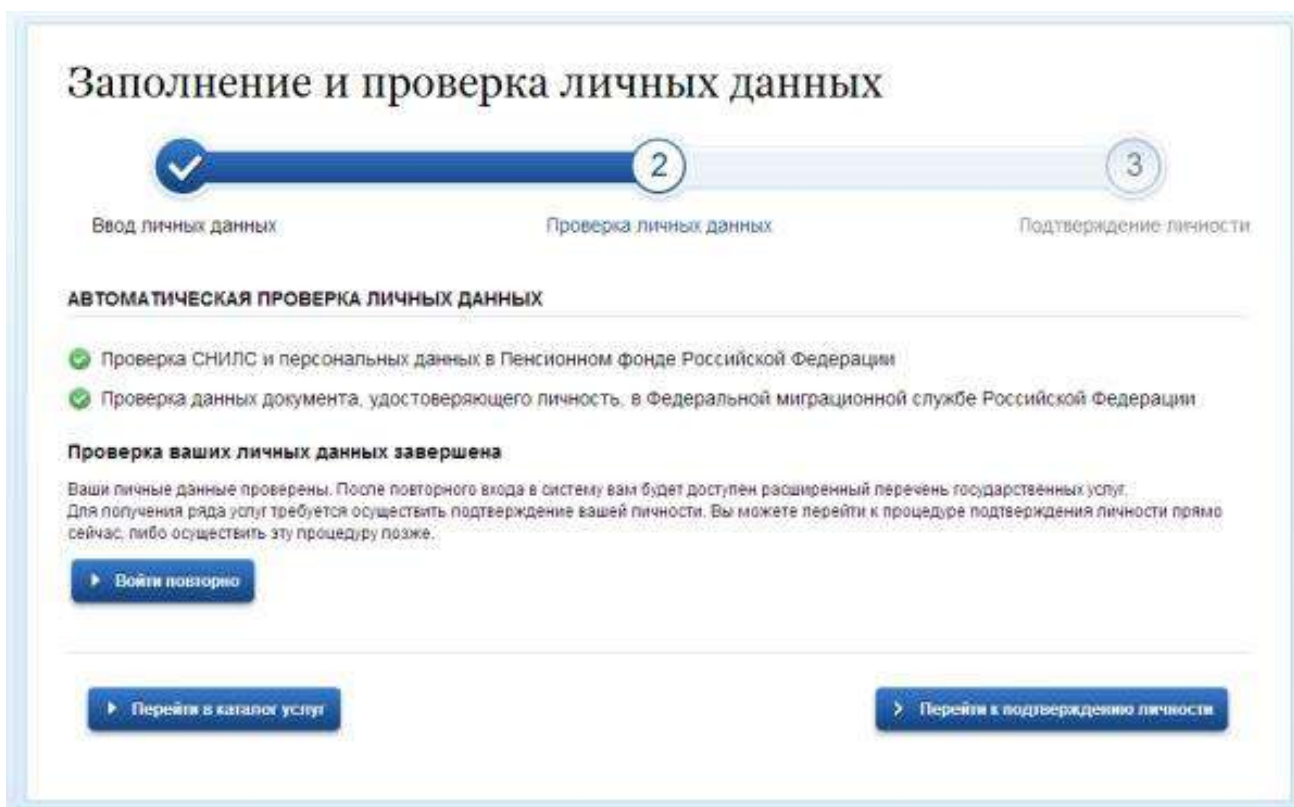 Заполнение и проверка личных данных
2
3
Ввод личных данных
Проверка личных данных
Подтверждение личности
АВТОМАТИЧЕСКАЯ ПРОВЕРКА ЛИЧНЫХ ДАННЫХ
Проверка СНИЛС и персональных данных в Пенсионном фонде Российской Федерации
Проверка данных документа, удостоверяющего личность, в Федеральной миграционной службе Российской Федерации
Проверка ваших личных данных завершена
Ваши личные данные проверены. После повторного входа в систему вам будет доступен расширенный перечень государственных услуг.
Для получения ряда услуг требуется осуществить подтверждение вашей личности. Вы можете перейти к процедуре подтверждения личности прямо
сейчас, либо осуществить эту процедуру позже.
Войти повторно
Перейти в каталог услуг
Перейти к подтверждению личности